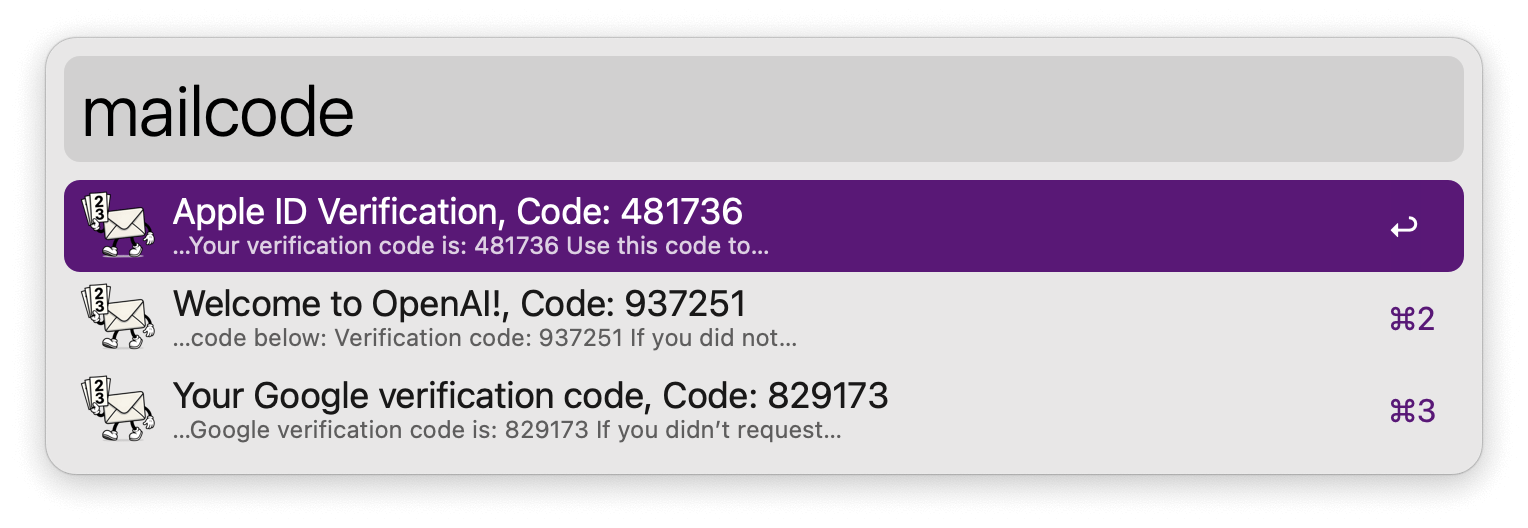 mailcode
2
3
Apple ID Verification, Code: 481736
...Your verification code is: 481736 Use this code to...
2
3
Welcome to OpenAI!, Code: 937251
...code below: Verification code: 937251 If you did not...
⌘2
2
3
Your Google verification code, Code: 829173
...Google verification code is: 829173 If you didn’t request...
⌘3